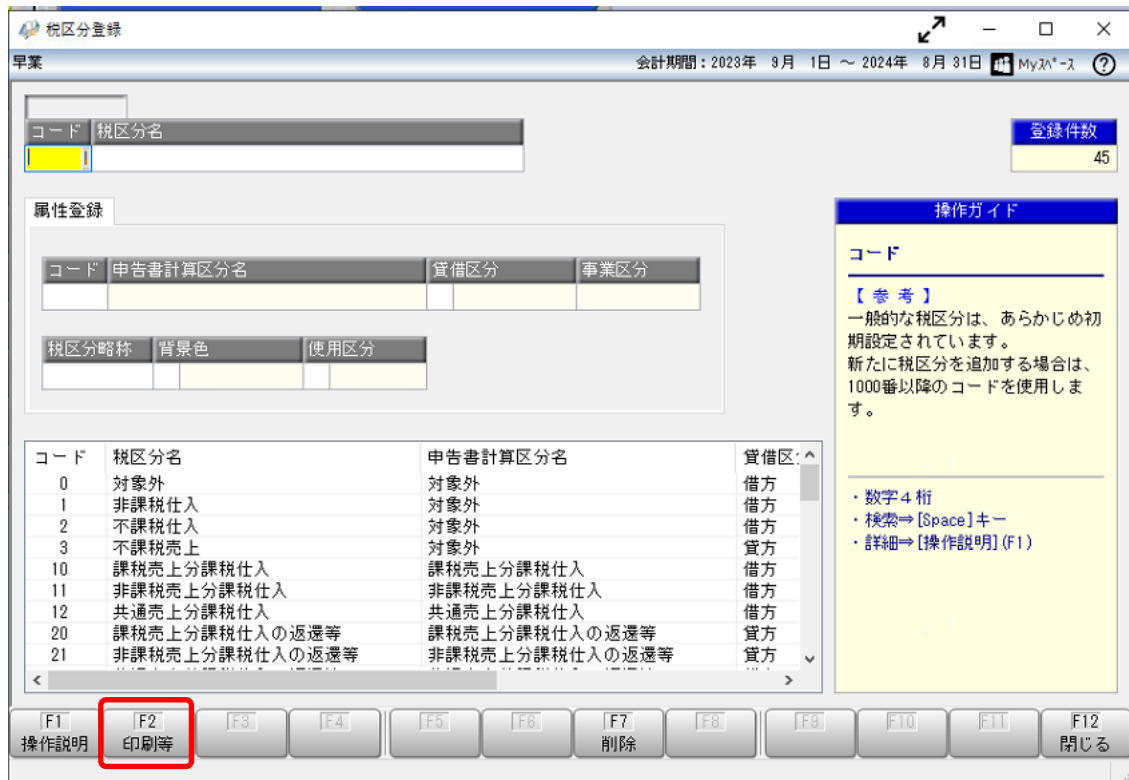 税区分登録
早業 会計期間：2023年 9月 1日 ～ 2024年 8月 31日 Myｽﾍﾟｰｽ ?
コード 税区分名
登録件数
45
属性登録
コード 申告書計算区分名 貸借区分 事業区分
税区分略称 背景色 使用区分
操作ガイド
コード
【参考】
一般的な税区分は、あらかじめ初
期設定されています。
新たに税区分を追加する場合は、
1000番以降のコードを使用しま
す。
・数字４桁
・検索⇒[Space]キー
・詳細⇒[操作説明](F1)
コード 税区分名 申告書計算区分名 貸借区
0 対象外 対象外 借方
1 非課税仕入 対象外 借方
2 不課税仕入 対象外 借方
3 不課税売上 対象外 貸方
10 課税売上分課税仕入 課税売上分課税仕入 借方
11 非課税売上分課税仕入 非課税売上分課税仕入 借方
12 共通売上分課税仕入 共通売上分課税仕入 借方
20 課税売上分課税仕入の返還等 課税売上分課税仕入の返還等 貸方
21 非課税売上分課税仕入の返還等 非課税売上分課税仕入の返還等 貸方
F1 F2 F3 F4 F5 F6 F7 F8 F9 F10 F11 F12
操作説明 印刷等 削除 閉じる